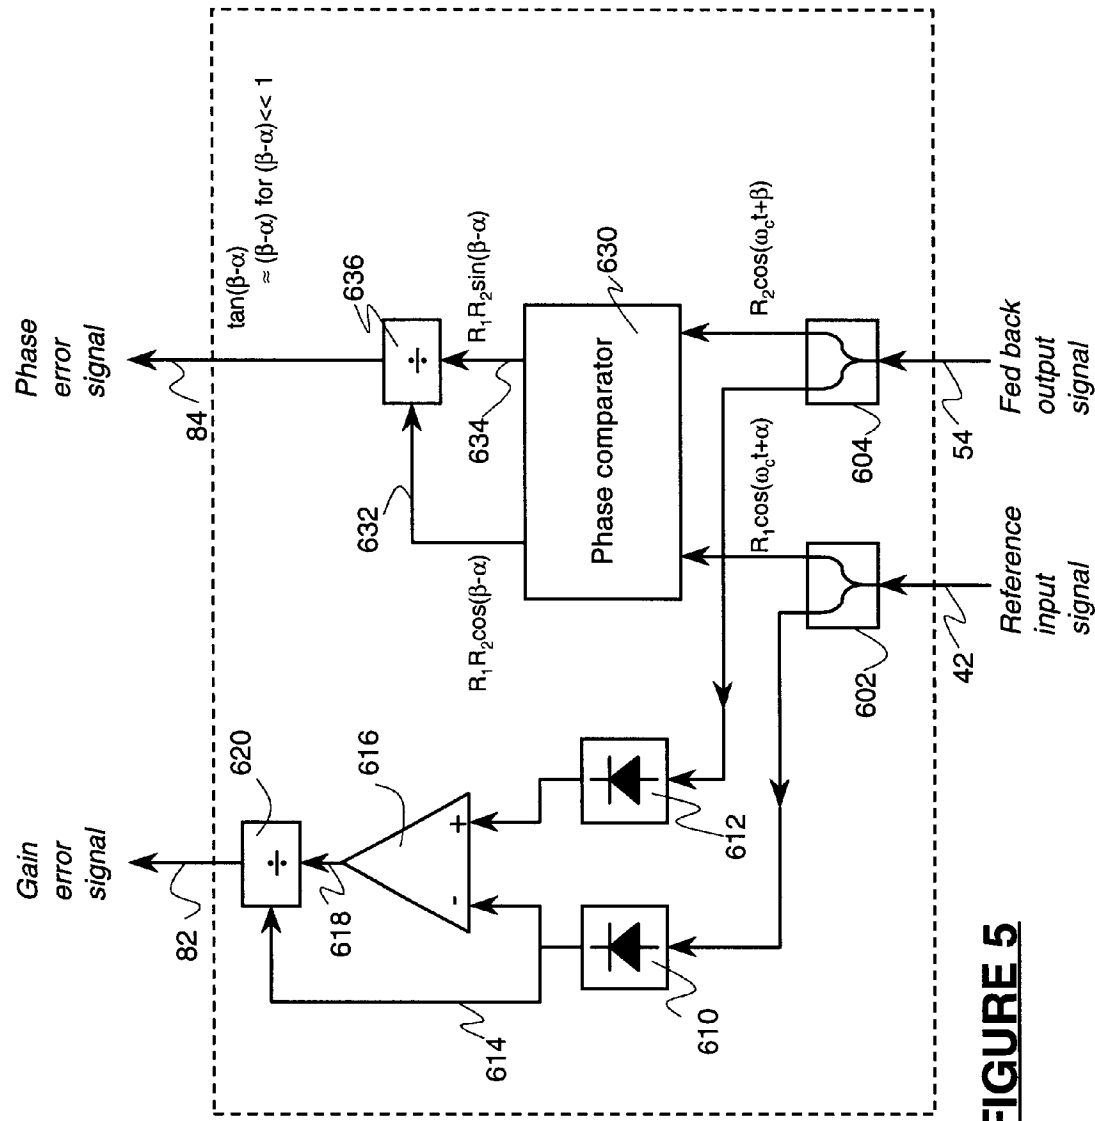 Gain
error
signal
Phase
error
signal
82
84
tan(β-α)
≈ (β-α) for (β-α)<< 1
620
÷
636
÷
616
618
+
-
614
632
634
R₁R₂cos(β-α)
R₁R₂sin(β-α)
610
612
Phase comparator
630
R₁cos(ω꜀t+α)
R₂cos(ω꜀t+β)
602
604
42
54
Reference
input
signal
Fed back
output
signal
FIGURE 5